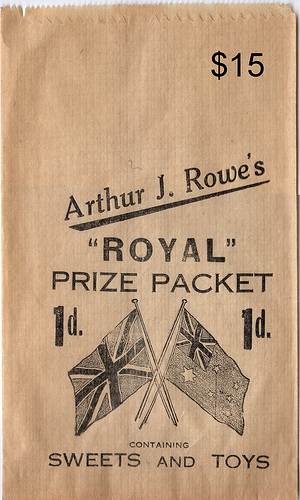 $15
Arthur J. Rowe's
"ROYAL"
PRIZE PACKET
1d. 1d.
CONTAINING
SWEETS AND TOYS